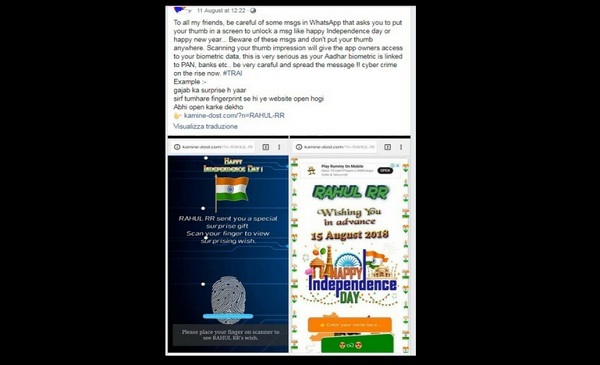 11 August at 12:22
To all my friends, be careful of some msgs in WhatsApp that asks you to put
your thumb in a screen to unlock a msg like happy Independence day or
happy new year... Beware of these msgs and don't put your thumb
anywhere. Scanning your thumb impression will give the app owners access
to your biometric data, this is very serious as your Aadhar biometric is linked
to PAN, banks etc.. be very careful and spread the message !! cyber crime
on the rise now. #TRAI
Example :-
gajab ka surprise h yaar
sirf tumhare fingerprint se hi ye website open hogi
Abhi open karke dekho
👉 kamine-dost.com/?n=RAHUL-RR
Visualizza traduzione
kamine-dost.com/?n=RAHUL-R
HAPPY
INDEPENDENCE DAY !
RAHUL RR sent you a special
surprise gift
Scan your finger to view
surprising wish.
Please place your finger on scanner to
see RAHUL RR's wish.
kamine-dost.com/?n=RAHUL-RR
Play Rummy On Mobile
OPEN
RAHUL RR
Wishing You
in advance
15 August 2018
HAPPY
Independence
DAY
Enter your name here